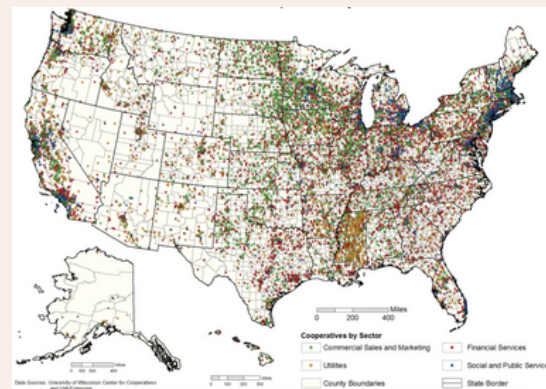 Miles
0 200 400
Cooperatives by Sector
Commercial Sales and Marketing
Financial Services
Utilities
Social and Public Service
County Boundaries
State Border
Data Sources: University of Wisconsin Center for Cooperatives